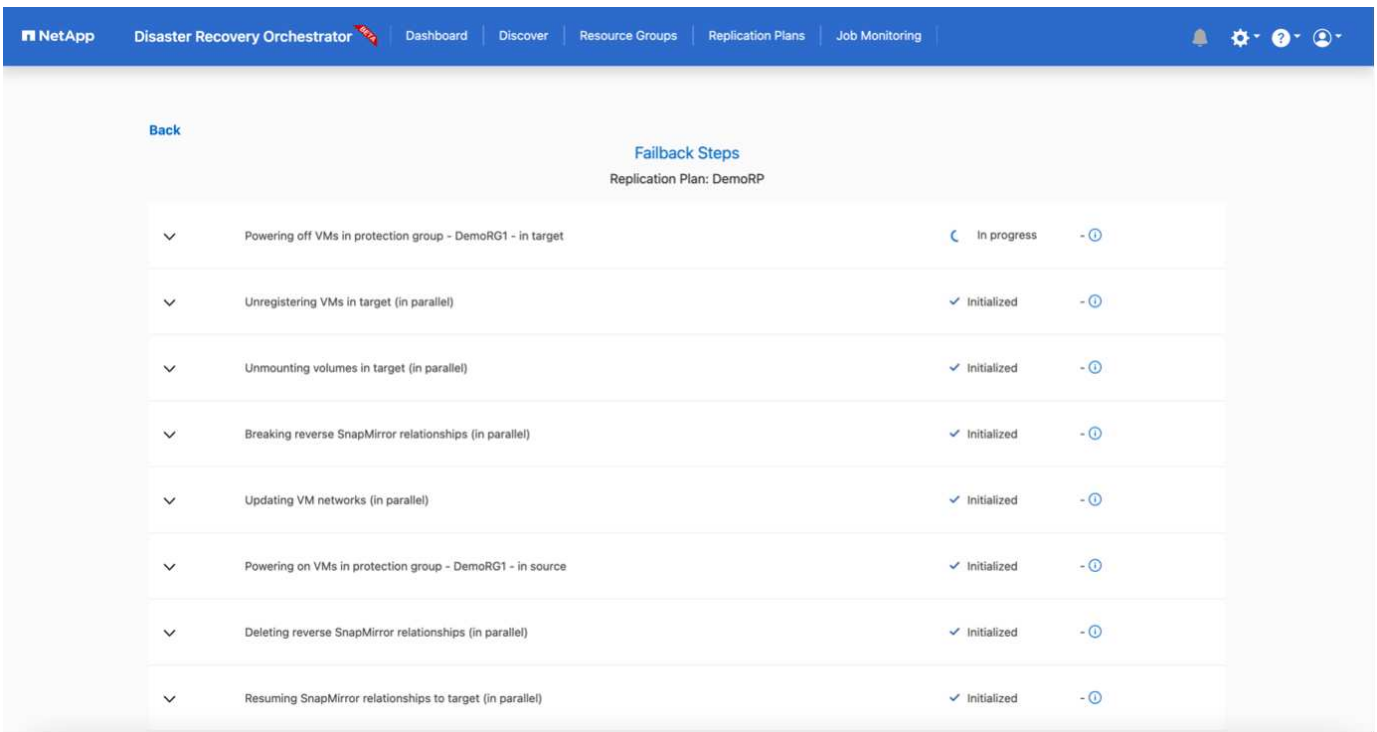 NetApp Disaster Recovery Orchestrator BETA Dashboard Discover Resource Groups Replication Plans Job Monitoring
Back
Failback Steps
Replication Plan: DemoRP
Powering off VMs in protection group - DemoRG1 - in target In progress -
Unregistering VMs in target (in parallel) Initialized -
Unmounting volumes in target (in parallel) Initialized -
Breaking reverse SnapMirror relationships (in parallel) Initialized -
Updating VM networks (in parallel) Initialized -
Powering on VMs in protection group - DemoRG1 - in source Initialized -
Deleting reverse SnapMirror relationships (in parallel) Initialized -
Resuming SnapMirror relationships to target (in parallel) Initialized -